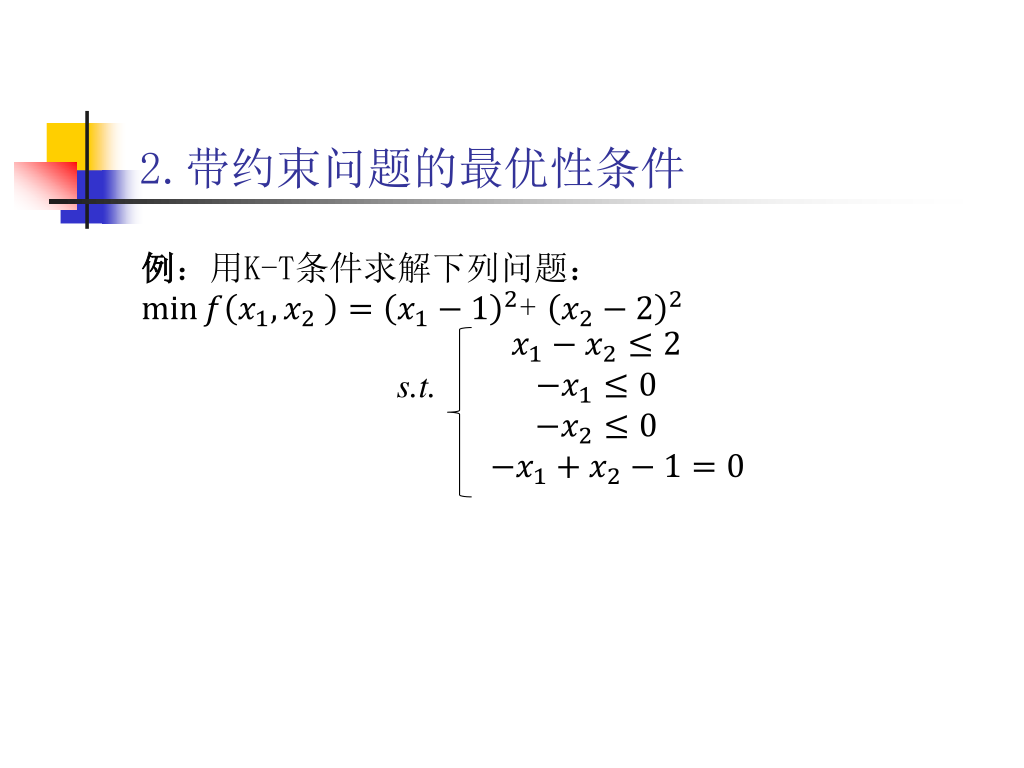 2.带约束问题的最优性条件
例：用K-T条件求解下列问题：
min f(x₁, x₂ ) = (x₁ − 1)²+ (x₂ − 2)²
x₁ − x₂ ≤ 2
s.t.
−x₁ ≤ 0
−x₂ ≤ 0
−x₁ + x₂ − 1 = 0